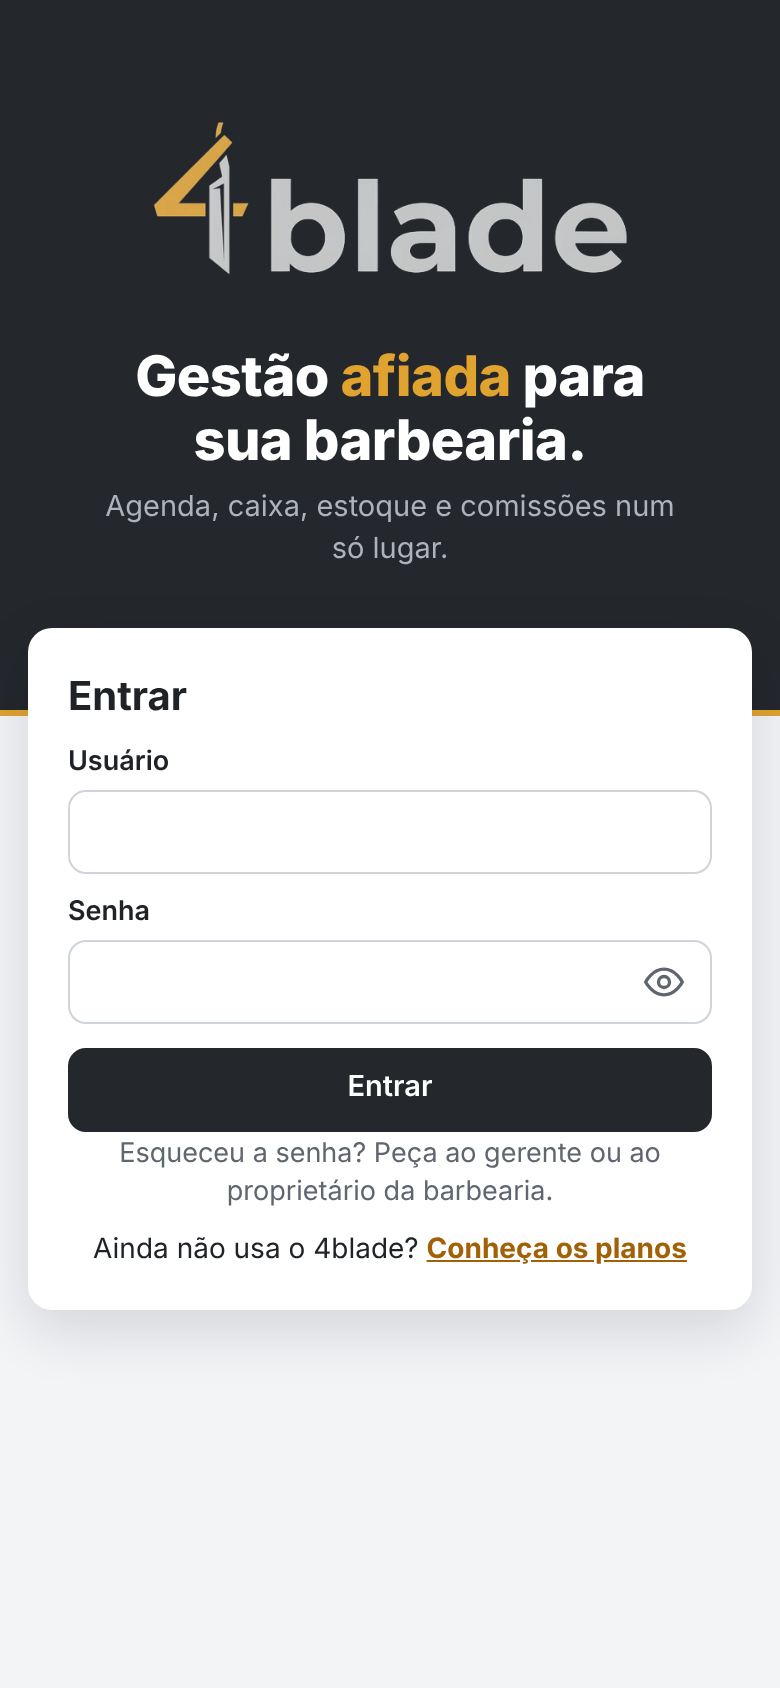 4blade
Gestão afiada para
sua barbearia.
Agenda, caixa, estoque e comissões num
só lugar.
Entrar
Usuário
Senha
Entrar
Esqueceu a senha? Peça ao gerente ou ao
proprietário da barbearia.
Ainda não usa o 4blade? Conheça os planos